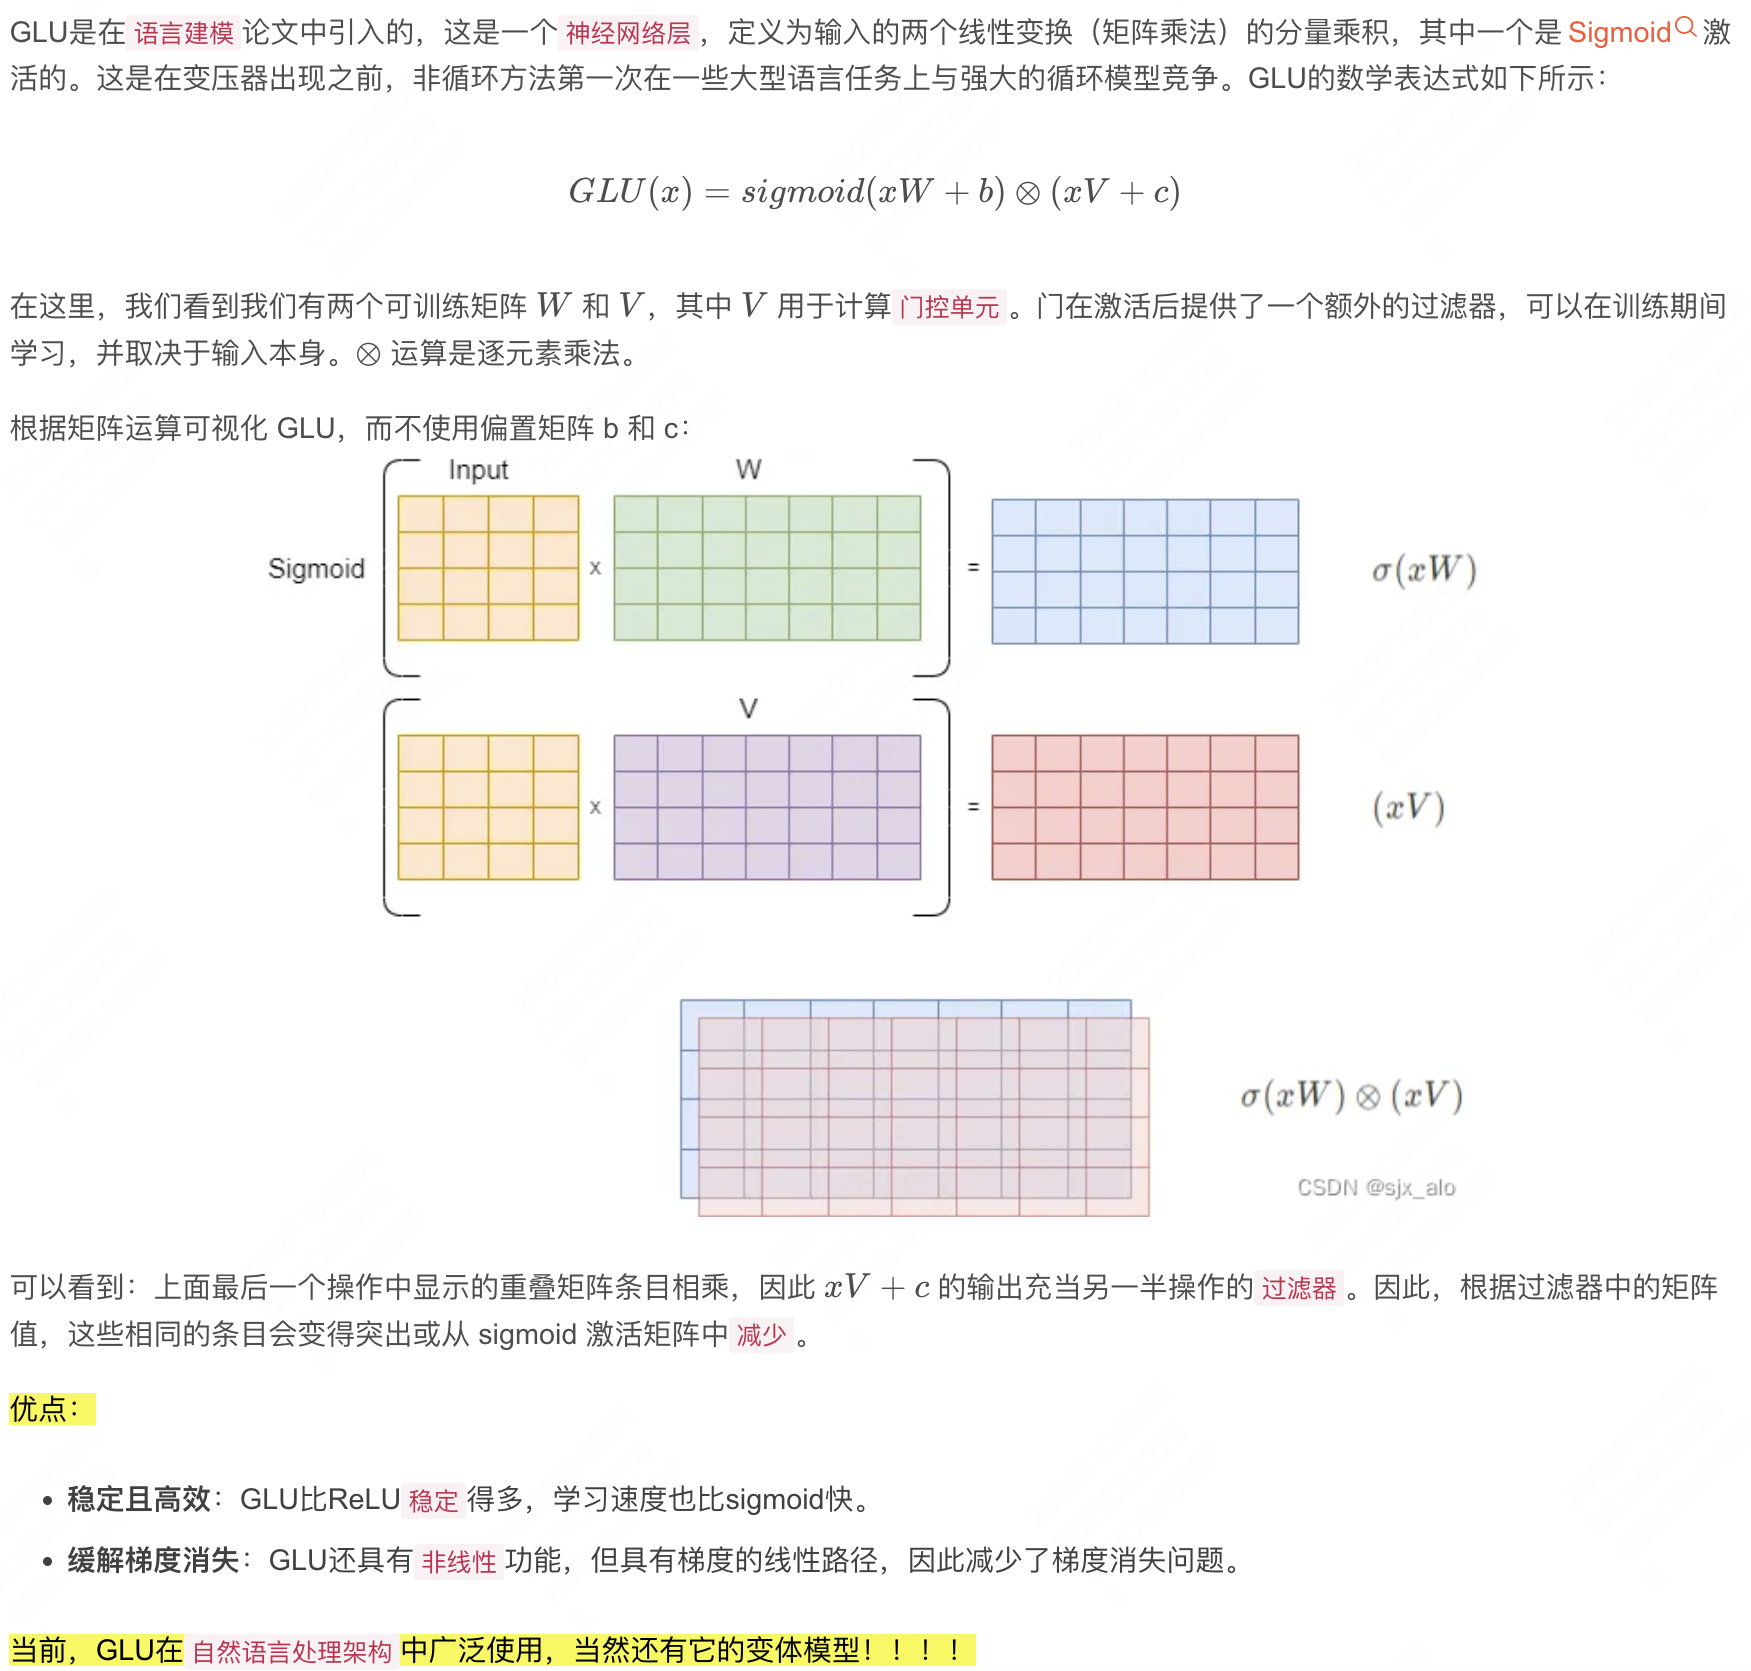 GLU是在语言建模论文中引入的，这是一个神经网络层，定义为输入的两个线性变换（矩阵乘法）的分量乘积，其中一个是 Sigmoid 激
活的。这是在变压器出现之前，非循环方法第一次在一些大型语言任务上与强大的循环模型竞争。GLU的数学表达式如下所示：
GLU(x) = sigmoid(xW + b) ⊗ (xV + c)
在这里，我们看到我们有两个可训练矩阵 W 和 V，其中 V 用于计算门控单元。门在激活后提供了一个额外的过滤器，可以在训练期间
学习，并取决于输入本身。⊗ 运算是逐元素乘法。
根据矩阵运算可视化 GLU，而不使用偏置矩阵 b 和 c：
Input W
Sigmoid x = σ(xW)
V
x = (xV)
σ(xW) ⊗ (xV)
CSDN @sjx_alo
可以看到：上面最后一个操作中显示的重叠矩阵条目相乘，因此 xV + c 的输出充当另一半操作的过滤器。因此，根据过滤器中的矩阵
值，这些相同的条目会变得突出或从 sigmoid 激活矩阵中减少。
优点：
• 稳定且高效：GLU比ReLU稳定得多，学习速度也比sigmoid快。
• 缓解梯度消失：GLU还具有非线性功能，但具有梯度的线性路径，因此减少了梯度消失问题。
当前，GLU在自然语言处理架构中广泛使用，当然还有它的变体模型！！！！